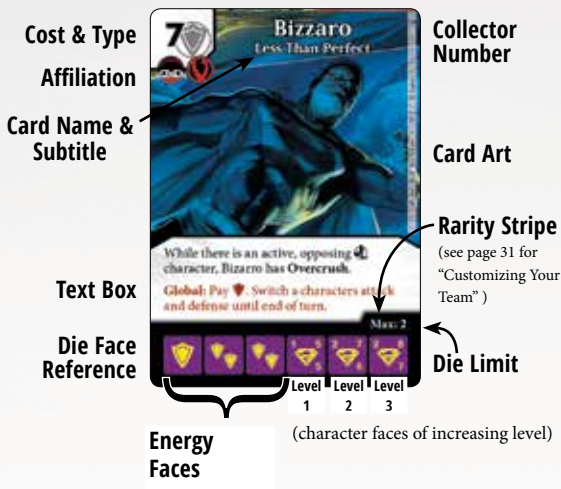 Cost & Type
Affiliation
Card Name &
Subtitle
Text Box
Die Face
Reference
7
Bizzaro
Less Than Perfect
While there is an active, opposing
character, Bizarro has Overcrush.
Global: Pay . Switch a characters attack
and defense until end of turn.
Max: 2
Level
1
Level
2
Level
3
Collector
Number
Card Art
Rarity Stripe
(see page 31 for
“Customizing Your
Team” )
Die Limit
Energy
Faces
(character faces of increasing level)